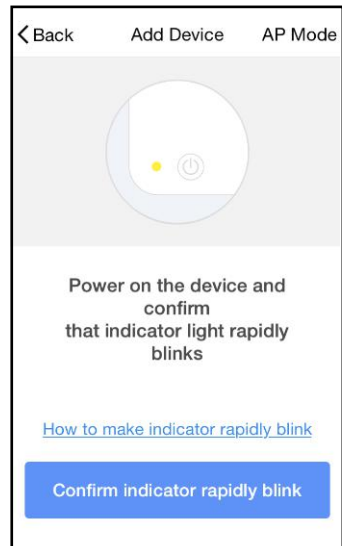 Back Add Device AP Mode
Power on the device and
confirm
that indicator light rapidly
blinks
How to make indicator rapidly blink
Confirm indicator rapidly blink